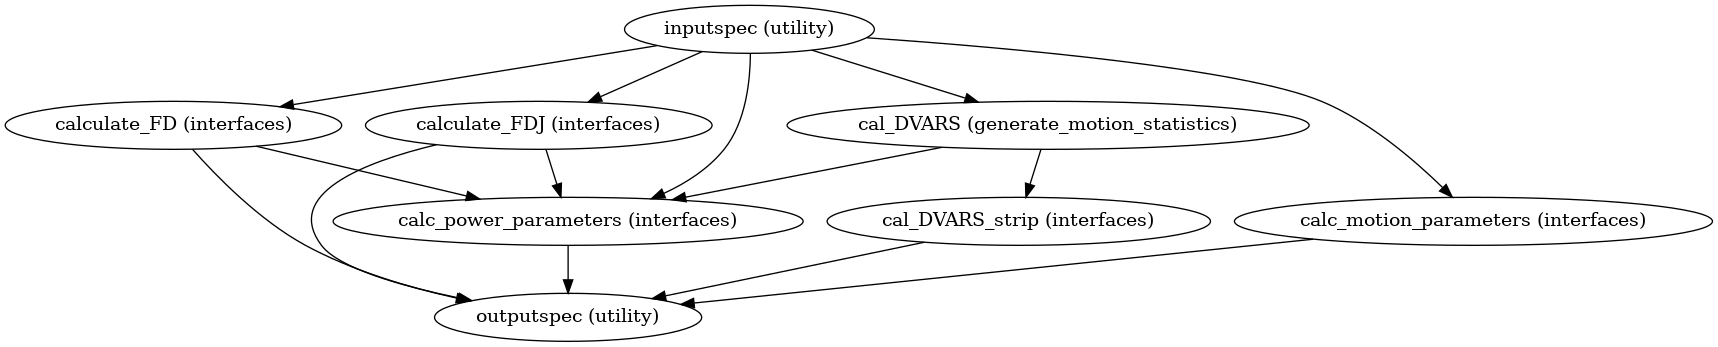 inputspec (utility)
calculate_FD (interfaces)
calculate_FDJ (interfaces)
cal_DVARS (generate_motion_statistics)
calc_power_parameters (interfaces)
cal_DVARS_strip (interfaces)
calc_motion_parameters (interfaces)
outputspec (utility)